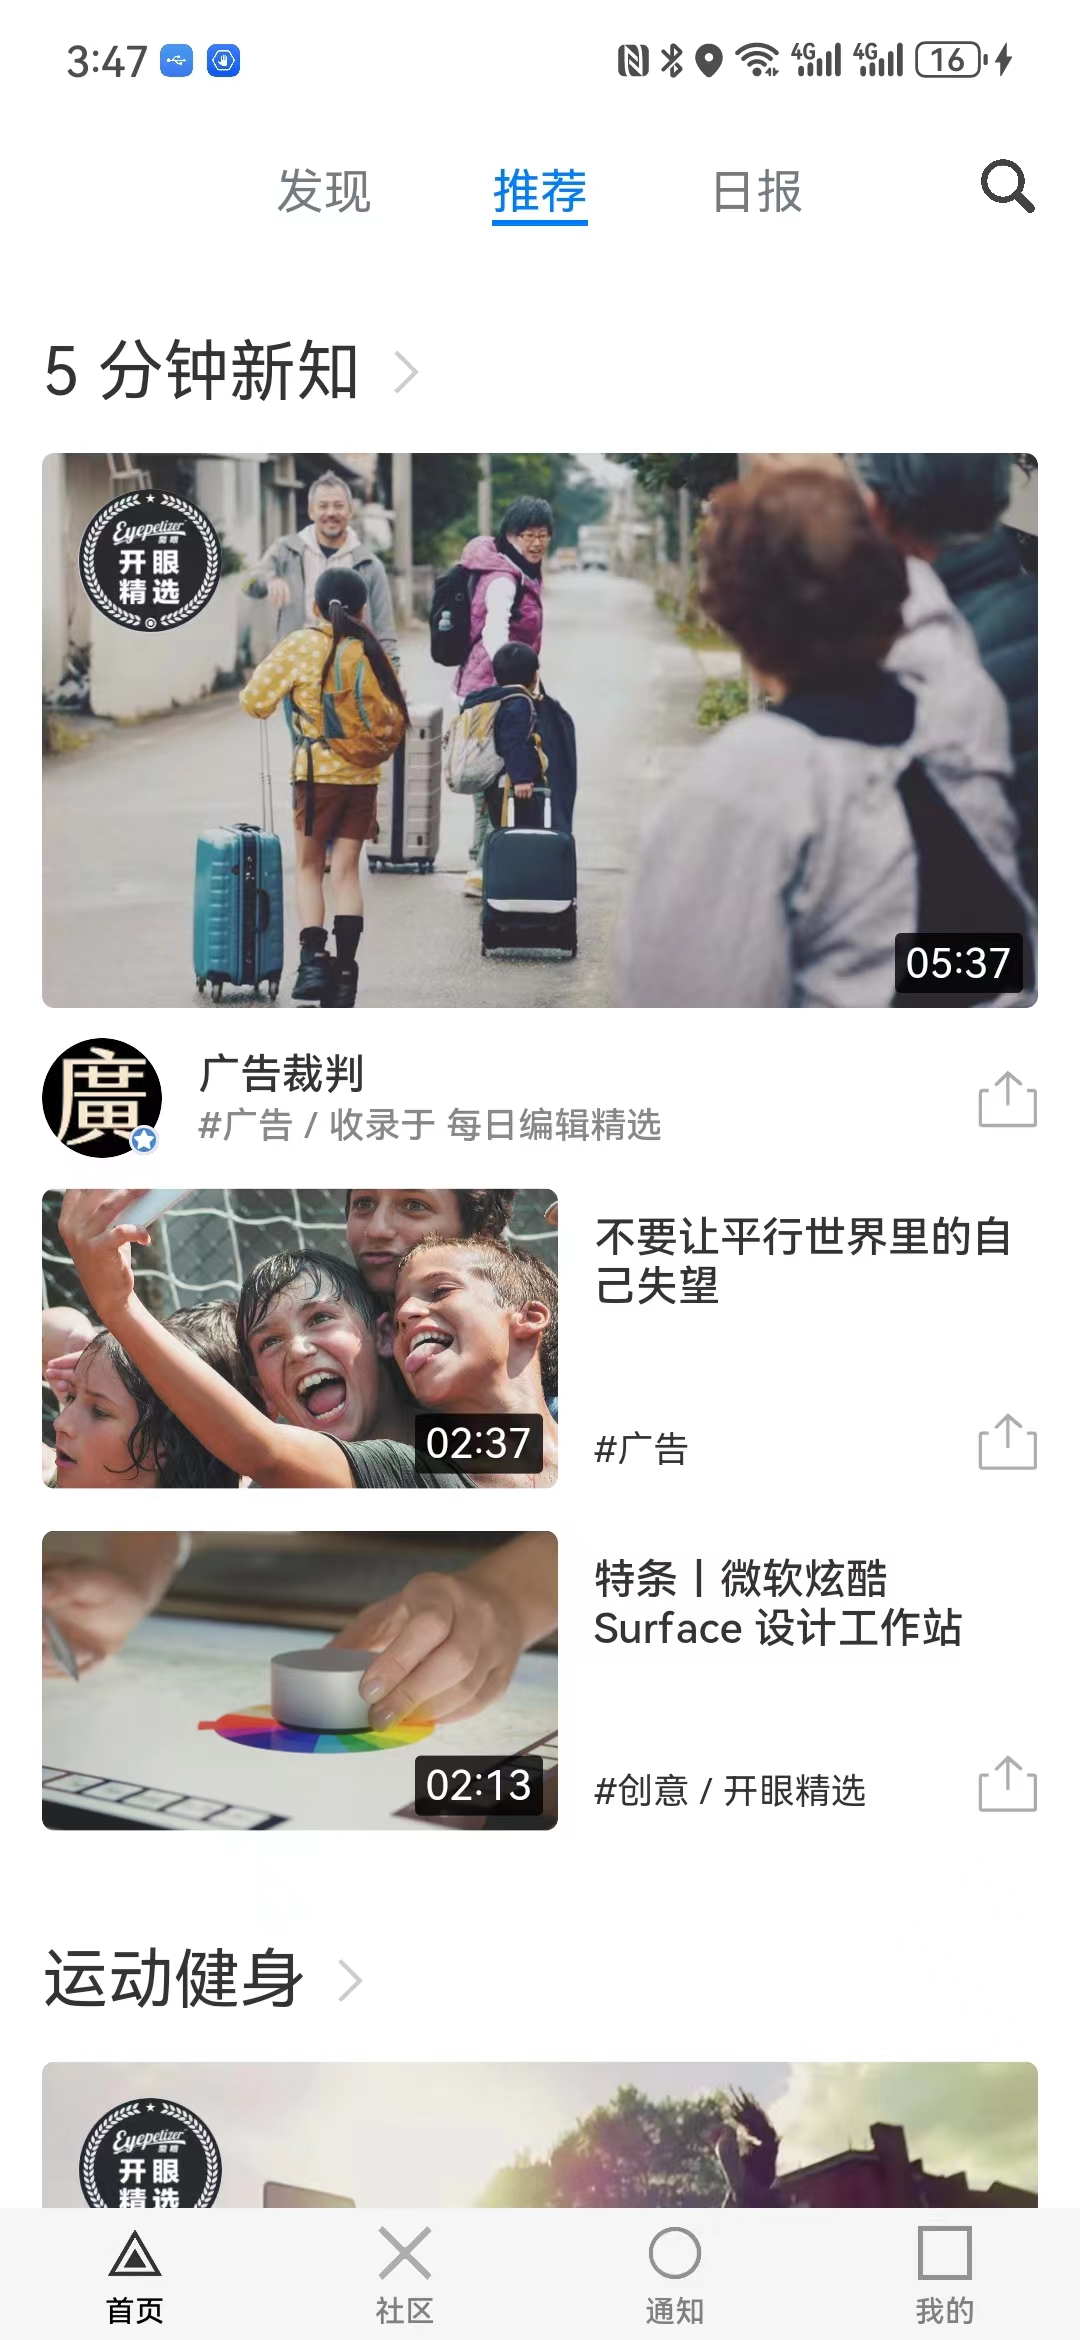 3:47
4G
4G
16
发现
推荐
日报
5 分钟新知
Eyepetizer
开眼
精选
05:37
廣
广告裁判
#广告 / 收录于 每日编辑精选
不要让平行世界里的自
己失望
02:37
#广告
特条丨微软炫酷
Surface 设计工作站
02:13
#创意 / 开眼精选
运动健身
Eyepetizer
开眼
精选
首页
社区
通知
我的